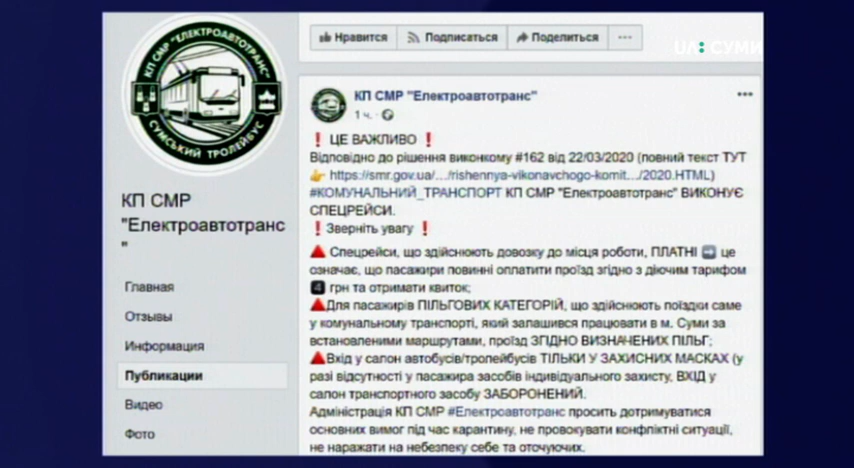 КП СМР "ЕЛЕКТРОАВТОТРАНС"
СУМСЬКИЙ ТРОЛЕЙБУС
Нравится
Подписаться
Поделиться
UA: СУМИ
КП СМР
"Електроавтотранс
"
Главная
Отзывы
Информация
Публикации
Видео
Фото
КП СМР "Електроавтотранс"
1 ч. ·
❗ ЦЕ ВАЖЛИВО ❗
Відповідно до рішення виконкому #162 від 22/03/2020 (повний текст ТУТ
👉 https://smr.gov.ua/.../rishennya-vikonavchogo-komit.../2020.HTML)
#КОМУНАЛЬНИЙ_ТРАНСПОРТ КП СМР "Електроавтотранс" ВИКОНУЄ
СПЕЦРЕЙСИ.
❗Зверніть увагу ❗
🔺 Спецрейси, що здійснюють довозку до місця роботи, ПЛАТНІ ➡ це
означає, що пасажири повинні оплатити проїзд згідно з діючим тарифом
4 грн та отримати квиток;
🔺Для пасажирів ПІЛЬГОВИХ КАТЕГОРІЙ, що здійснюють поїздки саме
у комунальному транспорті, який залашився працювати в м. Суми за
встановленими маршрутами, проїзд ЗГІДНО ВИЗНАЧЕНИХ ПІЛЬГ;
🔺Вхід у салон автобусів/тролейбусів ТІЛЬКИ У ЗАХИСНИХ МАСКАХ (у
разі відсутності у пасажира засобів індивідуального захисту, ВХІД у
салон транспортного засобу ЗАБОРОНЕНИЙ.
Адміністрація КП СМР #Електроавтотранс просить дотримуватися
основних вимог під час карантину, не провокувати конфліктні ситуації,
не наражати на небезпеку себе та оточуючих.